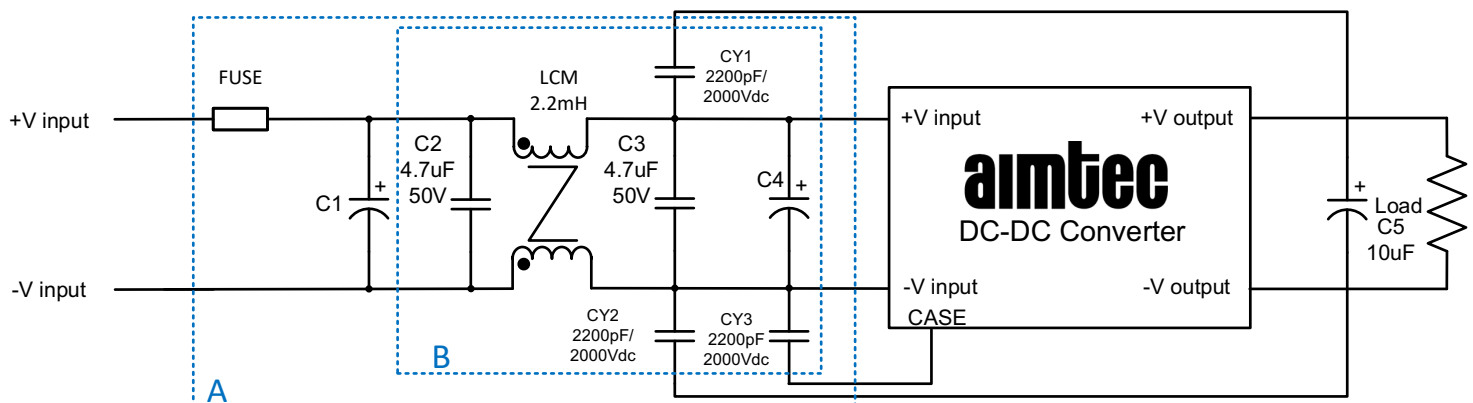 FUSE
+V input
-V input
C1
+
C2
4.7uF
50V
LCM
2.2mH
C3
4.7uF
50V
CY1
2200pF/
2000Vdc
C4
+
CY2
2200pF/
2000Vdc
CY3
2200pF
2000Vdc
A
B
+V input
+V output
aimtec
DC-DC Converter
-V input
-V output
CASE
+
Load
C5
10uF